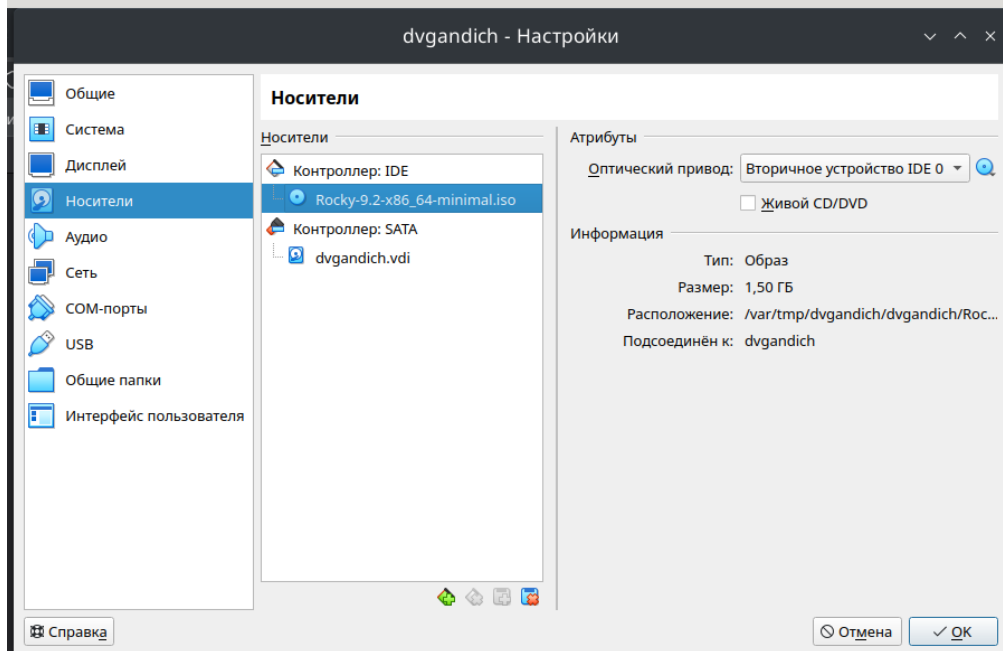 dvgandich - Настройки
Общие
Система
Дисплей
Носители
Аудио
Сеть
COM-порты
USB
Общие папки
Интерфейс пользователя
Носители
Носители
Контроллер: IDE
Rocky-9.2-x86_64-minimal.iso
Контроллер: SATA
dvgandich.vdi
Атрибуты
Оптический привод: Вторичное устройство IDE 0
Живой CD/DVD
Информация
Тип: Образ
Размер: 1,50 ГБ
Расположение: /var/tmp/dvgandich/dvgandich/Roc...
Подсоединён к: dvgandich
Справка
Отмена
OK